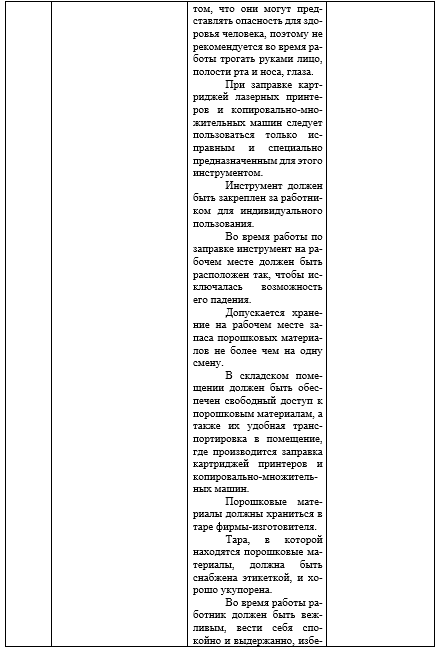 том, что они могут пред-
ставлять опасность для здо-
ровья человека, поэтому не
рекомендуется во время ра-
боты трогать руками лицо,
полости рта и носа, глаза.
При заправке карт-
риджей лазерных принте-
ров и копировально-мно-
жительных машин следует
пользоваться только ис-
правным и специально
предназначенным для этого
инструментом.
Инструмент должен
быть закреплен за работни-
ком для индивидуального
пользования.
Во время работы по
заправке инструмент на ра-
бочем месте должен быть
расположен так, чтобы ис-
ключалась возможность
его падения.
Допускается хране-
ние на рабочем месте за-
паса порошковых материа-
лов не более чем на одну
смену.
В складском поме-
щении должен быть обес-
печен свободный доступ к
порошковым материалам, а
также их удобная транс-
портировка в помещение,
где производится заправка
картриджей принтеров и
копировально-множитель-
ных машин.
Порошковые мате-
риалы должны храниться в
таре фирмы-изготовителя.
Тара, в которой
находятся порошковые ма-
териалы, должна быть
снабжена этикеткой, и хо-
рошо укупорена.
Во время работы ра-
ботник должен быть веж-
ливым, вести себя спо-
койно и выдержанно, избе-